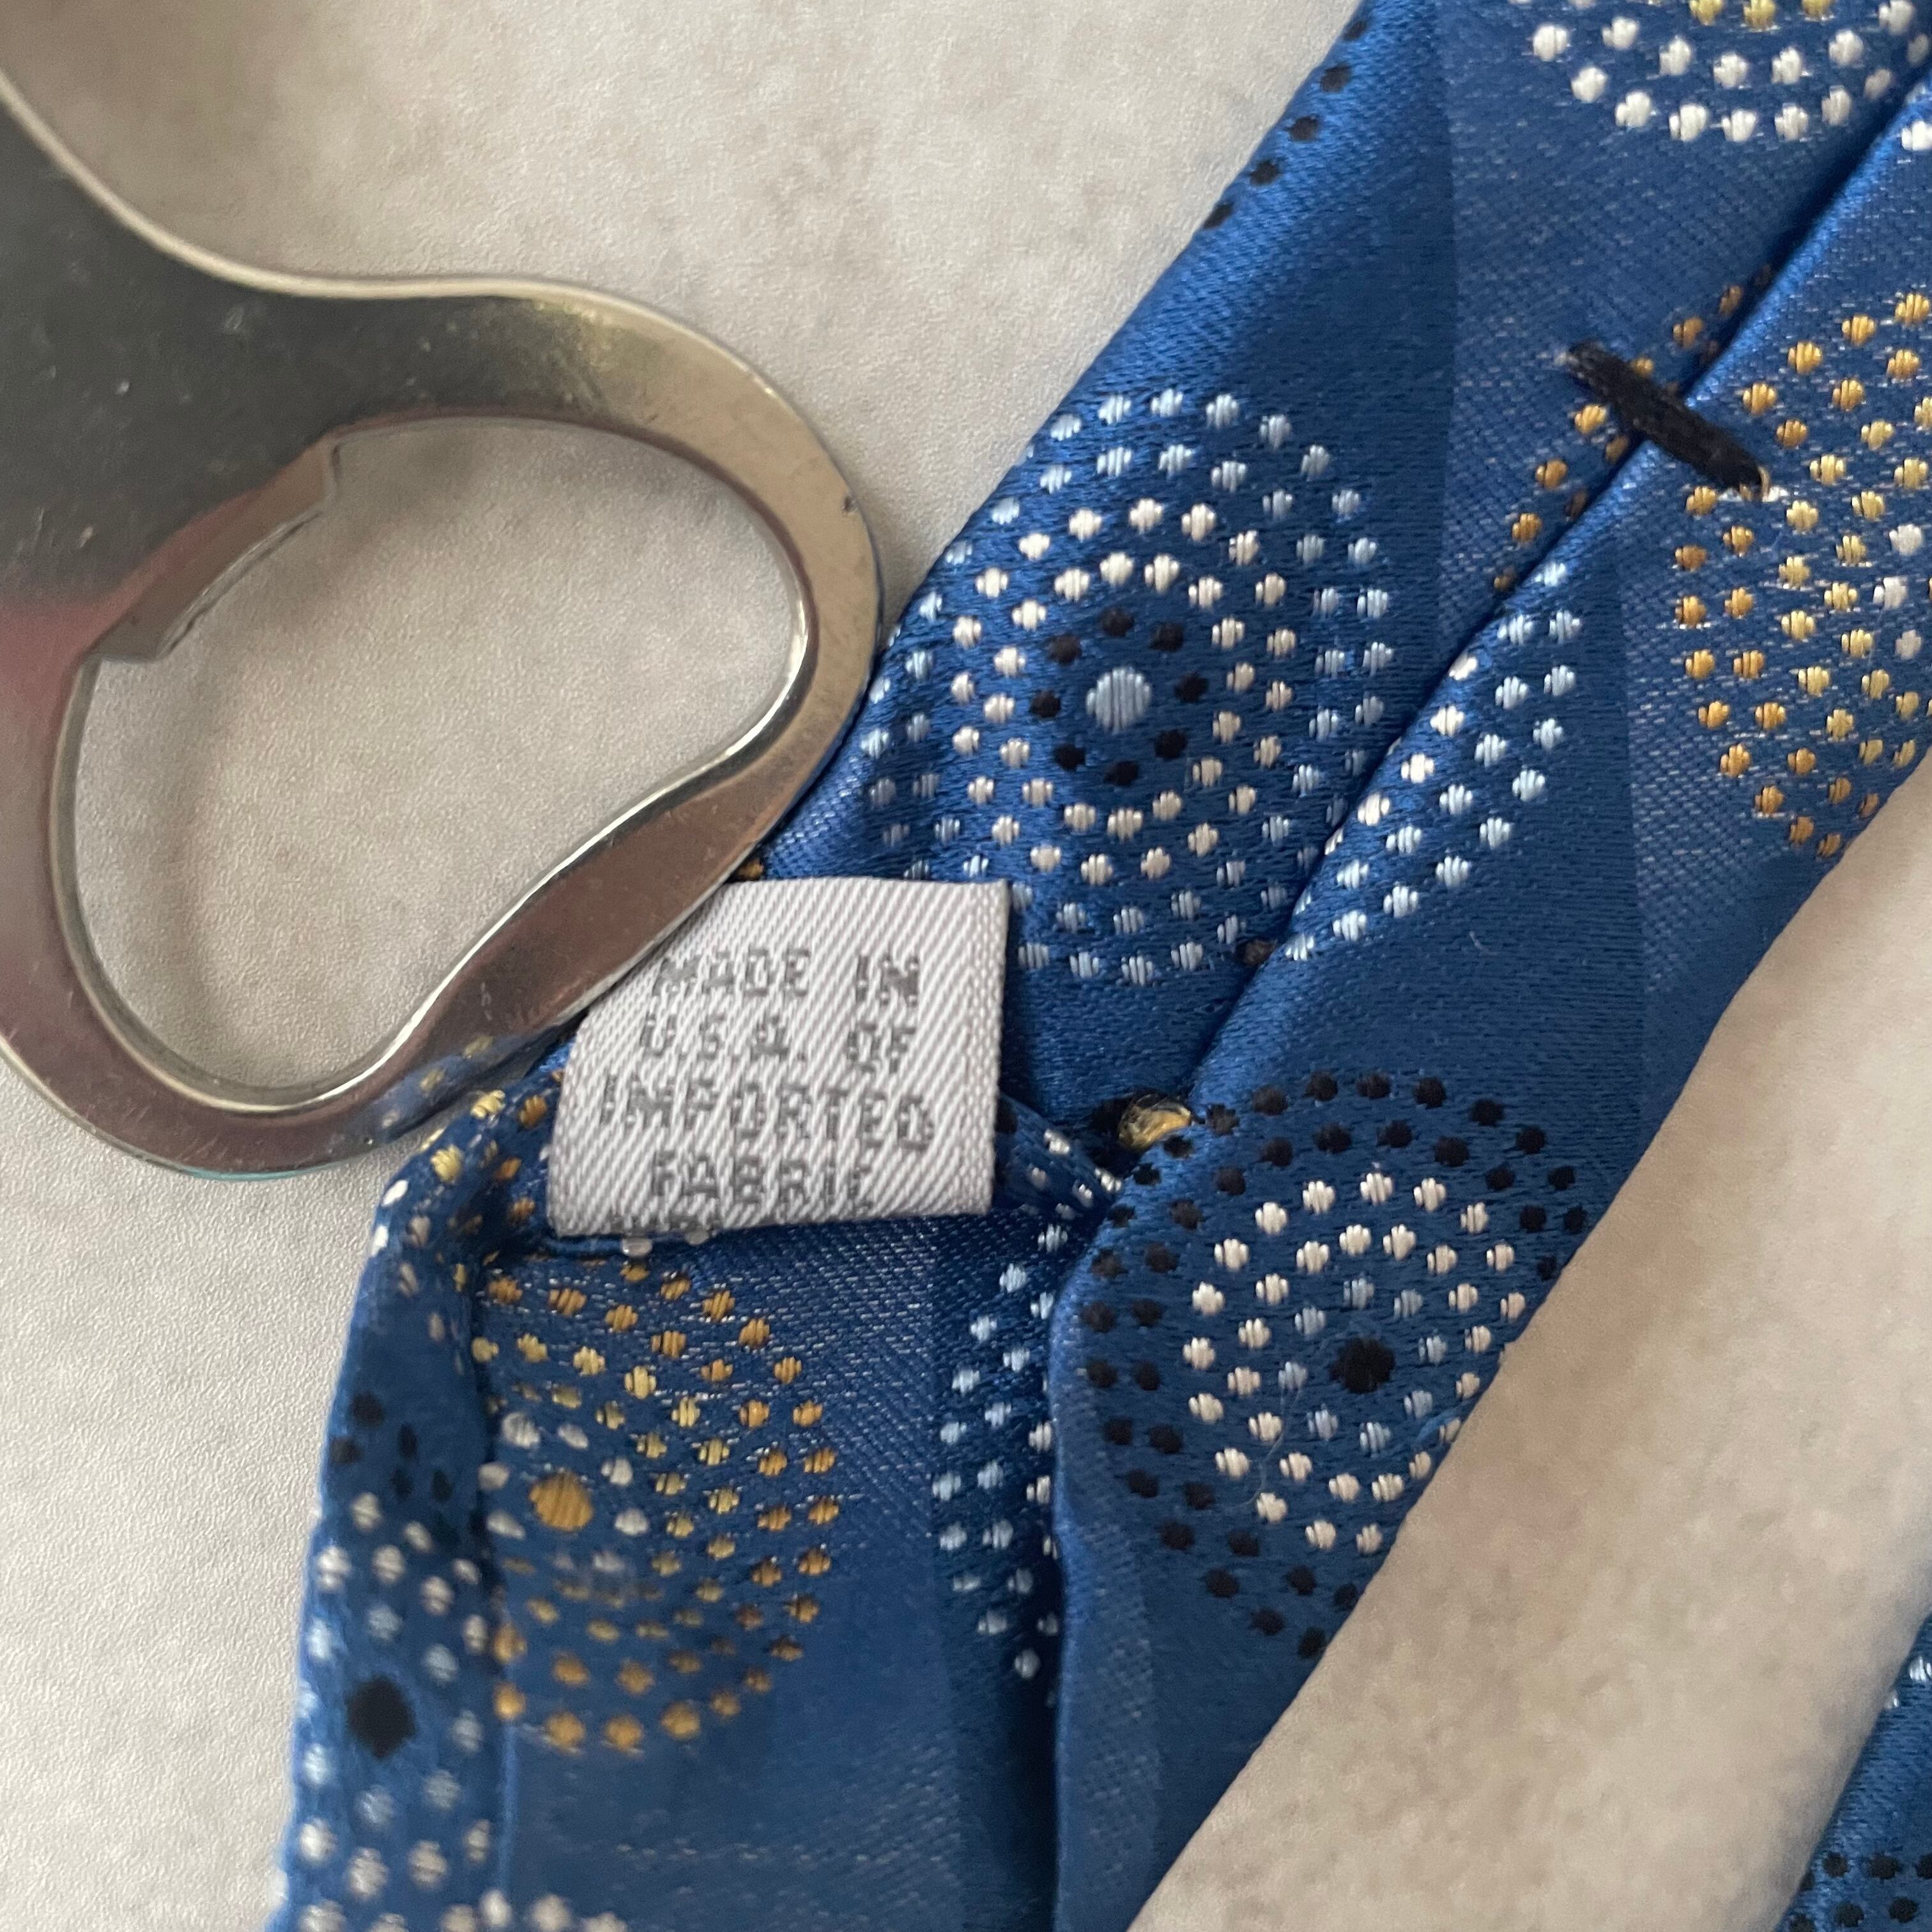 MADE IN
U.S.A. OF
IMPORTED
FABRIC